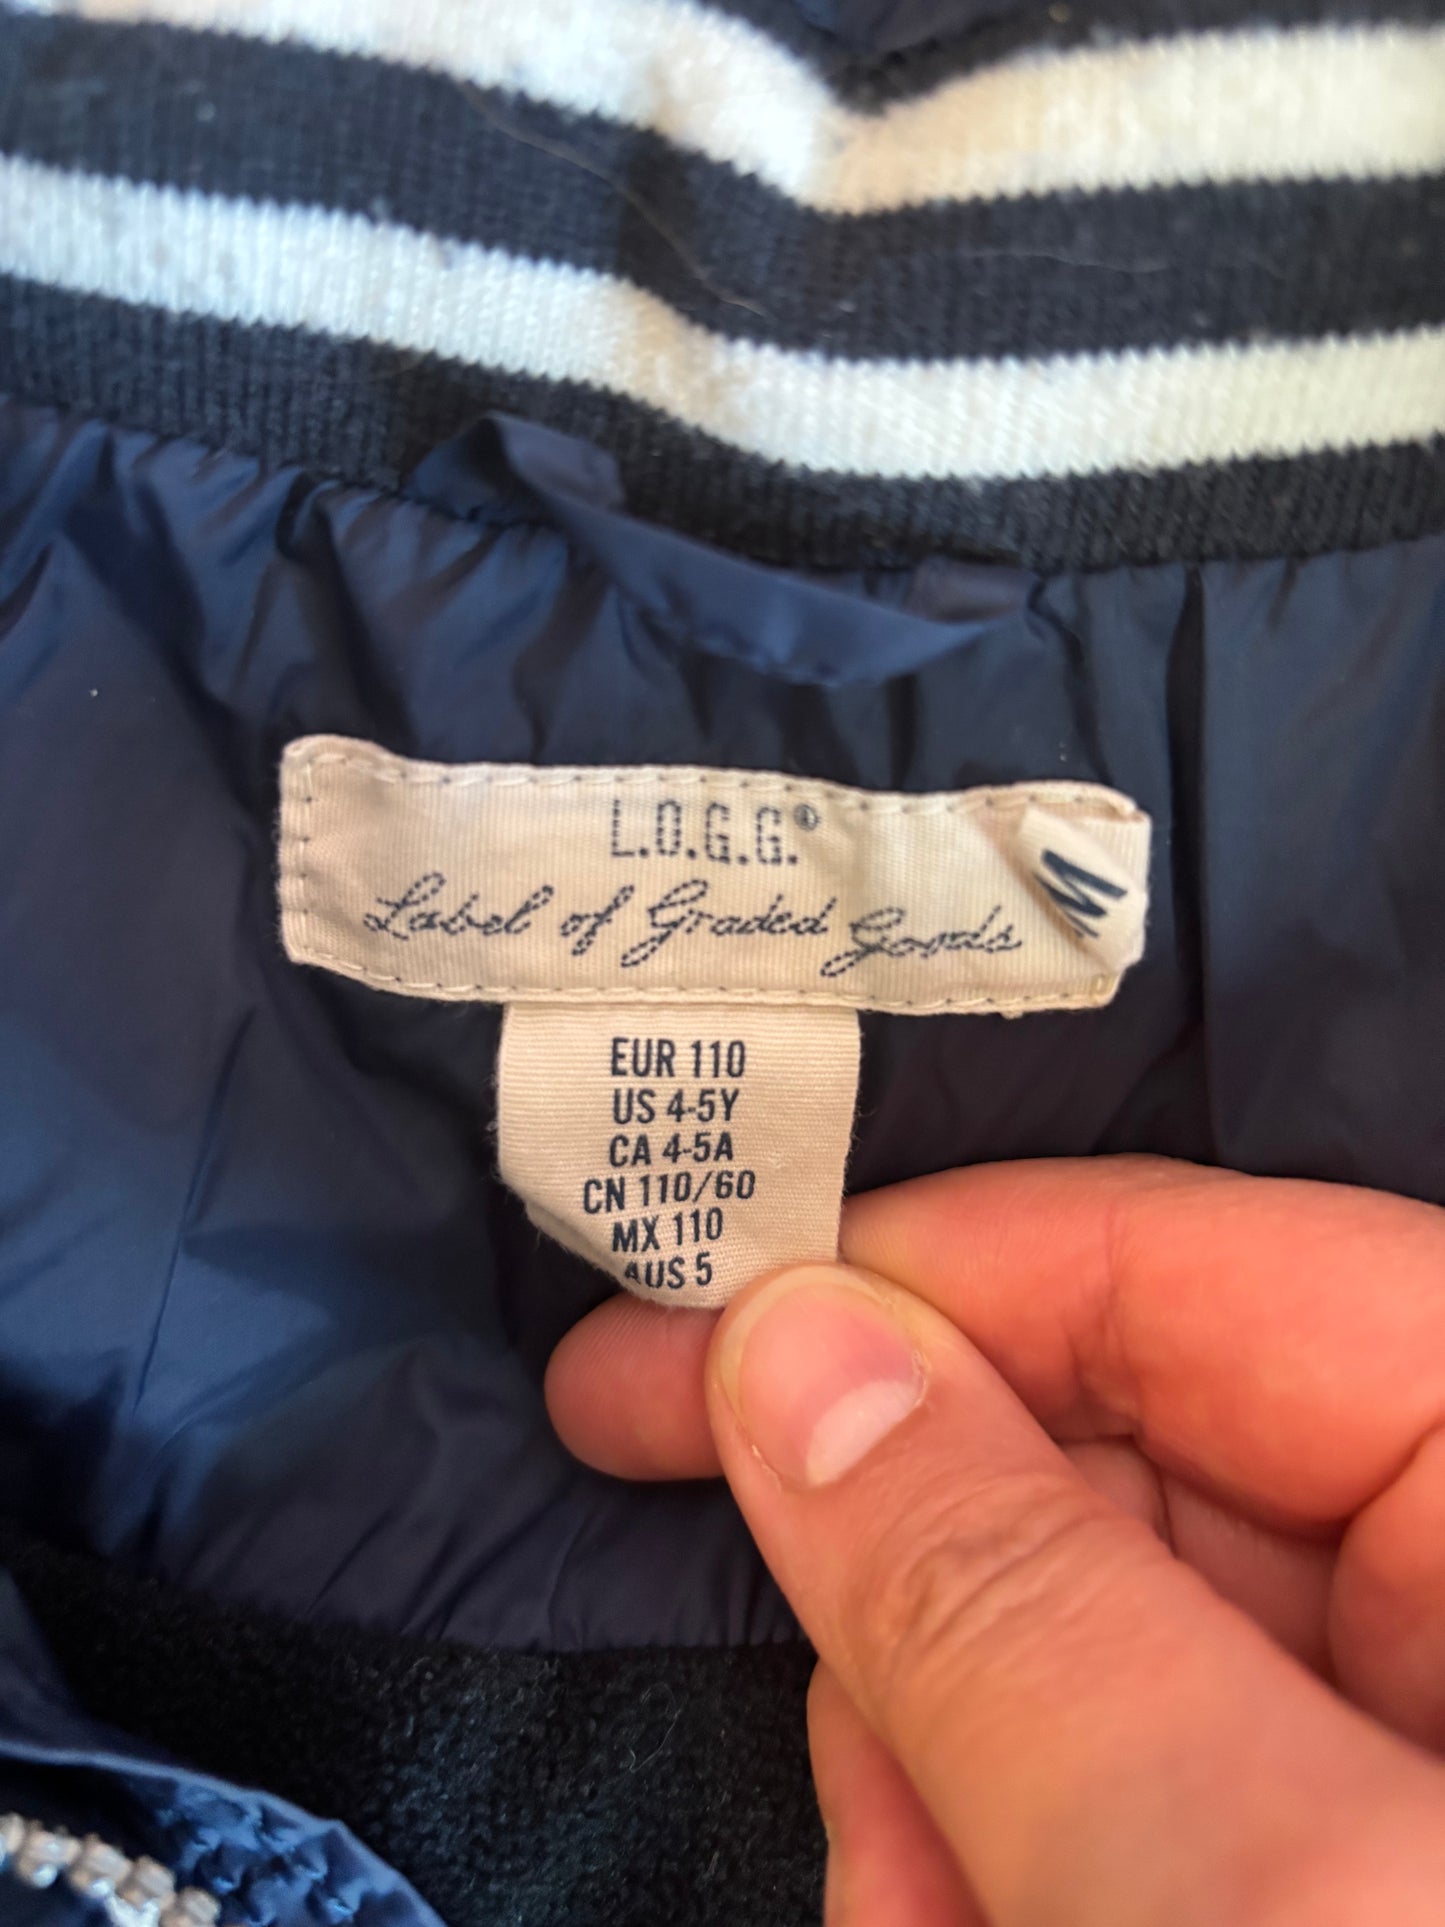 L.O.G.G.®
Label of Graded Goods
M
EUR 110
US 4-5Y
CA 4-5A
CN 110/60
MX 110
AUS 5